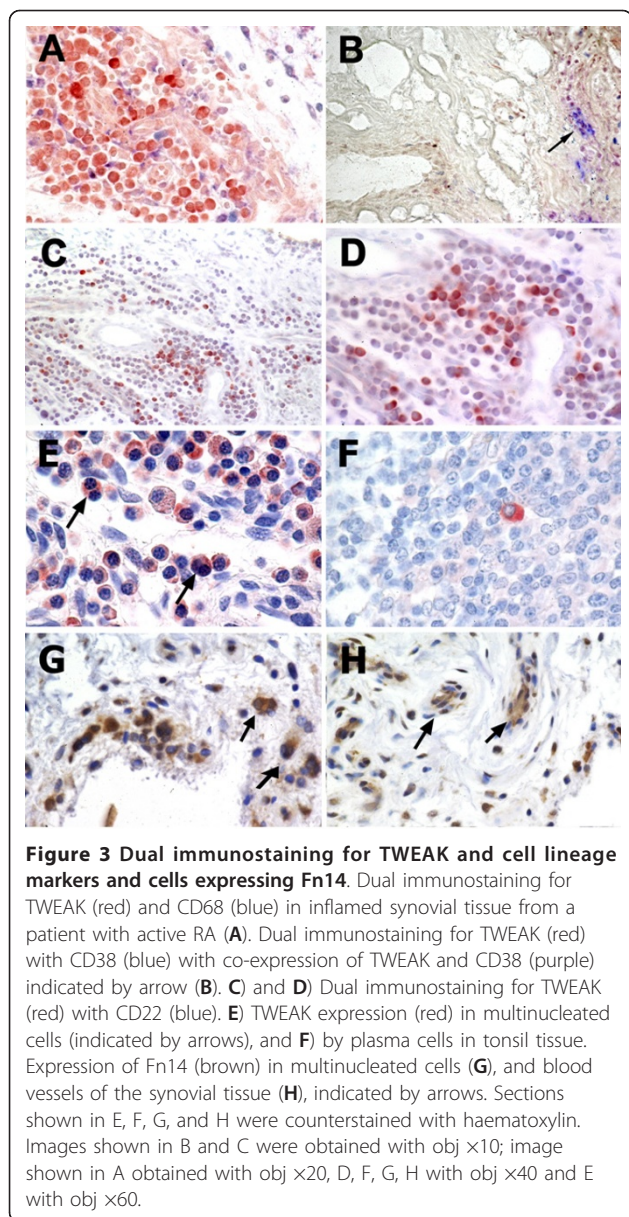 A
B
C
D
E
F
G
H
Figure 3 Dual immunostaining for TWEAK and cell lineage
markers and cells expressing Fn14. Dual immunostaining for
TWEAK (red) and CD68 (blue) in inflamed synovial tissue from a
patient with active RA (A). Dual immunostaining for TWEAK (red)
with CD38 (blue) with co-expression of TWEAK and CD38 (purple)
indicated by arrow (B). C) and D) Dual immunostaining for TWEAK
(red) with CD22 (blue). E) TWEAK expression (red) in multinucleated
cells (indicated by arrows), and F) by plasma cells in tonsil tissue.
Expression of Fn14 (brown) in multinucleated cells (G), and blood
vessels of the synovial tissue (H), indicated by arrows. Sections
shown in E, F, G, and H were counterstained with haematoxylin.
Images shown in B and C were obtained with obj ×10; image
shown in A obtained with obj ×20, D, F, G, H with obj ×40 and E
with obj ×60.